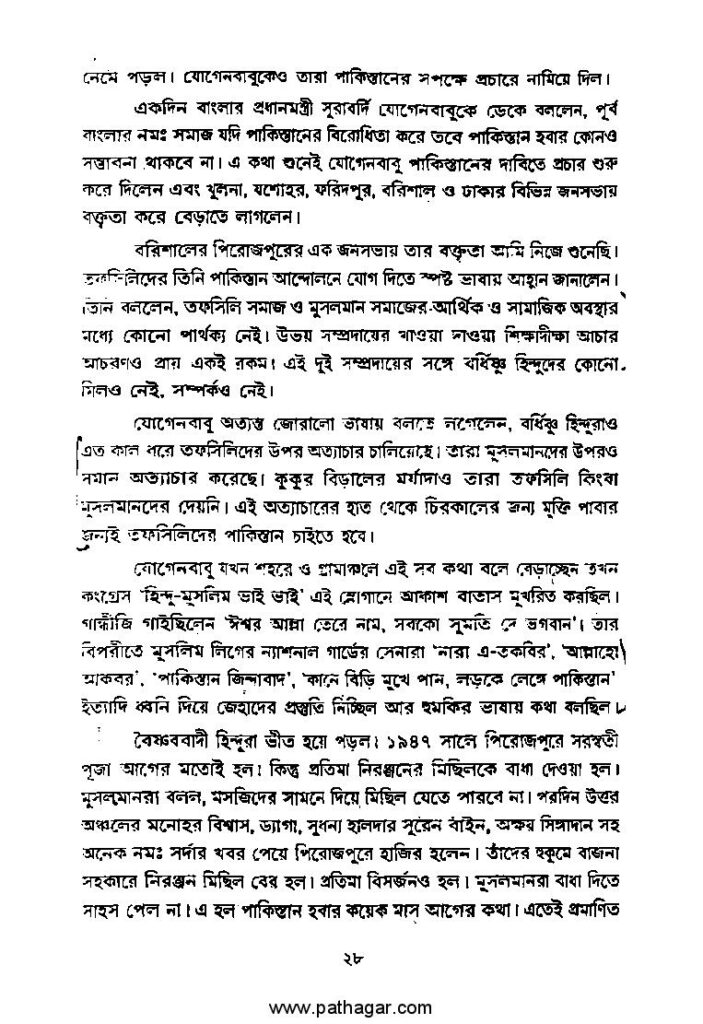 নেমে পড়ল। যোগেনবাবুকেও তারা পাকিস্তানের সপক্ষে প্রচারে নামিয়ে দিল।
একদিন বাংলার প্রধানমন্ত্রী সুরাবর্দি যোগেনবাবুকে ডেকে বললেন, পূর্ব
বাংলার নমঃ সমাজ যদি পাকিস্তানের বিরোধিতা করে তবে পাকিস্তান হবার কোনও
সম্ভাবনা থাকবে না। এ কথা শুনেই যোগেনবাবু পাকিস্তানের দাবিতে প্রচার শুরু
করে দিলেন এবং খুলনা, যশোহর, ফরিদপুর, বরিশাল ও ঢাকার বিভিন্ন জনসভায়
বক্তৃতা করে বেড়াতে লাগলেন।
বরিশালের পিরোজপুরের এক জনসভায় তার বক্তৃতা আমি নিজে শুনেছি।
তফসিলিদের তিনি পাকিস্তান আন্দোলনে যোগ দিতে স্পষ্ট ভাষায় আহ্বান জানালেন।
তিনি বললেন, তফসিলি সমাজ ও মুসলমান সমাজের আর্থিক ও সামাজিক অবস্থার
মধ্যে কোনো পার্থক্য নেই। উভয় সম্প্রদায়ের খাওয়া দাওয়া শিক্ষাদীক্ষা আচার
আচরণও প্রায় একই রকম। এই দুই সম্প্রদায়ের সঙ্গে বর্ধিষ্ণু হিন্দুদের কোনো
মিলও নেই, সম্পর্কও নেই।
যোগেনবাবু অত্যন্ত জোরালো ভাষায় বলতে লাগলেন, বর্ধিষ্ণু হিন্দুরাও
এত কাল ধরে তফসিলিদের উপর অত্যাচার চালিয়েছে। তারা মুসলমানদের উপরও
সমান অত্যাচার করেছে। কুকুর বিড়ালের মর্যাদাও তারা তফসিলি কিংবা
মুসলমানদের দেয়নি। এই অত্যাচারের হাত থেকে চিরকালের জন্য মুক্তি পাবার
জন্যই তফসিলিদের পাকিস্তান চাইতে হবে।
যোগেনবাবু যখন শহরে ও গ্রামাঞ্চলে এই সব কথা বলে বেড়াচ্ছেন তখন
কংগ্রেস 'হিন্দু-মুসলিম ভাই ভাই' এই স্লোগানে আকাশ বাতাস মুখরিত করছিল।
গান্ধীজি গাইছিলেন 'ঈশ্বর আল্লা তেরে নাম, সবকো সুমতি দে ভগবান'। তার
বিপরীতে মুসলিম লিগের ন্যাশনাল গার্ডের সেনারা 'নারা এ-তকবির', 'আল্লাহো
আকবর', 'পাকিস্তান জিন্দাবাদ', 'কানে বিড়ি মুখে পান, লড়কে লেঙ্গে পাকিস্তান'
ইত্যাদি ধ্বনি দিয়ে জেহাদের প্রস্তুতি নিচ্ছিল আর হুমকির ভাষায় কথা বলছিল।
বৈষ্ণববাদী হিন্দুরা ভীত হয়ে পড়ল। ১৯৪৭ সালে পিরোজপুরে সরস্বতী
পূজা আগের মতোই হল। কিন্তু প্রতিমা নিরঞ্জনের মিছিলকে বাধা দেওয়া হল।
মুসলমানরা বলল, মসজিদের সামনে দিয়ে মিছিল যেতে পারবে না। পরদিন উত্তর
অঞ্চলের মনোহর বিশ্বাস, ড্যাগা, সুধন্য হালদার সুরেন বাইন, অক্ষর সিঙ্গাদান সহ
অনেক নমঃ সর্দার খবর পেয়ে পিরোজপুরে হাজির হলেন। তাঁদের হুকুমে বাজনা
সহকারে নিরঞ্জন মিছিল বের হল। প্রতিমা বিসর্জনও হল। মুসলমানরা বাধা দিতে
সাহস পেল না। এ হল পাকিস্তান হবার কয়েক মাস আগের কথা। এতেই প্রমাণিত
২৮
www.pathagar.com